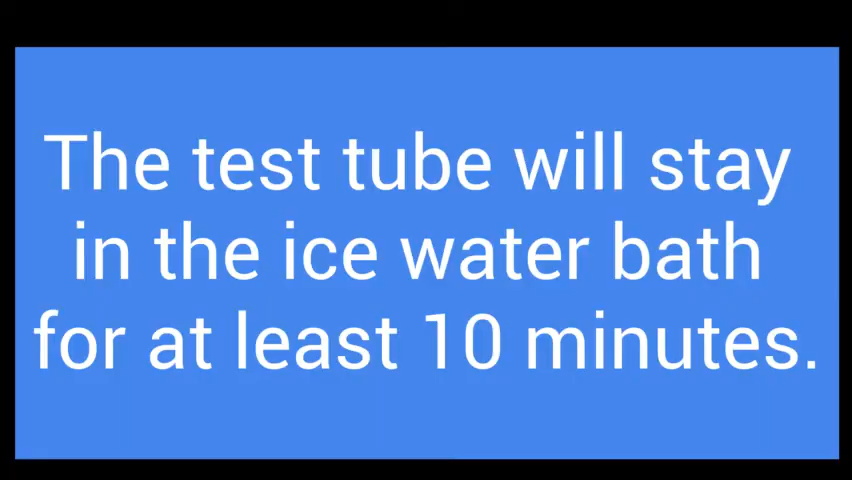 The test tube will stay
in the ice water bath
for at least 10 minutes.